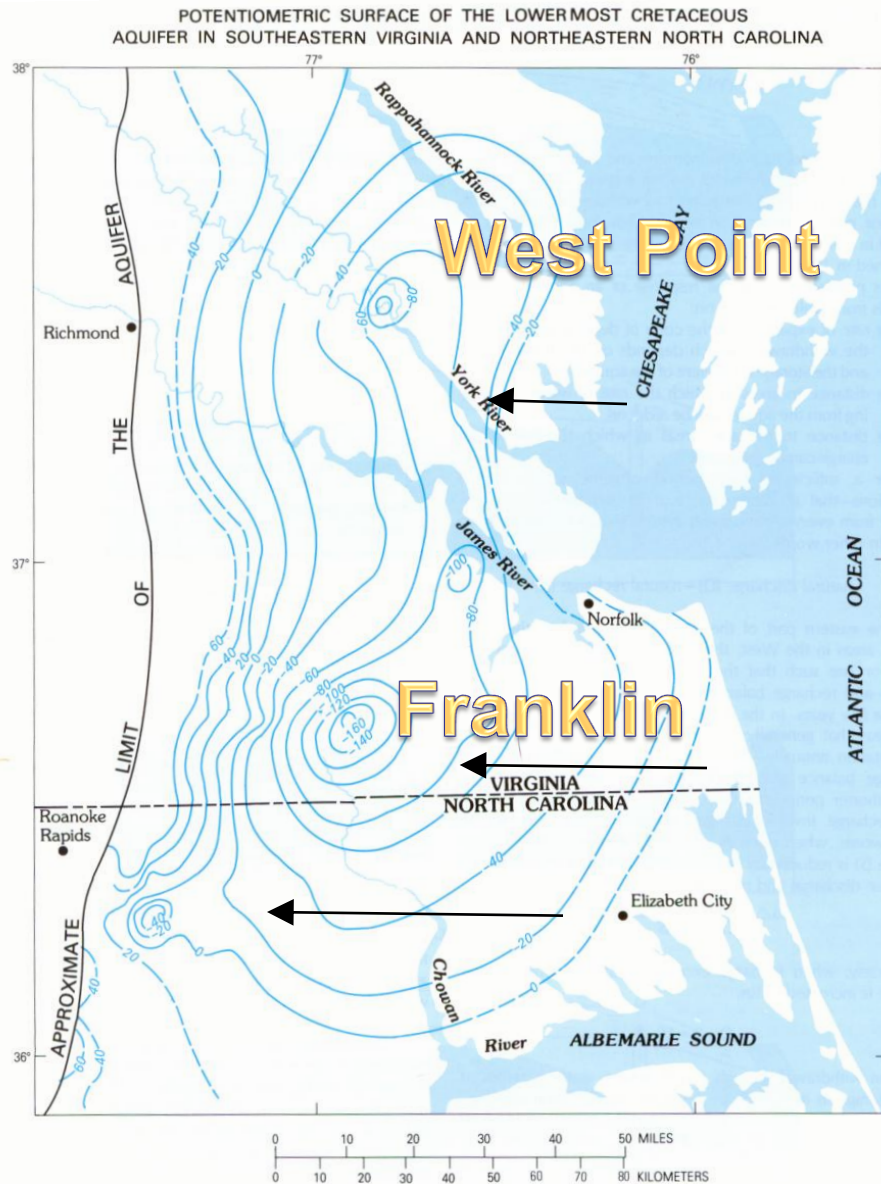 POTENTIOMETRIC SURFACE OF THE LOWERMOST CRETACEOUS
AQUIFER IN SOUTHEASTERN VIRGINIA AND NORTHEASTERN NORTH CAROLINA
38°
77°
76°
Rappahannock River
AQUIFER
-40
-20
-20
0
-40
West Point
CHESAPEAKE BAY
-80
-60
-40
-20
Richmond
York River
THE
James River
37°
-100
-80
OF
Norfolk
OCEAN
60
40
20
0
-20
-40
-60
-80
-100
-120
-160
-140
Franklin
ATLANTIC
LIMIT
VIRGINIA
NORTH CAROLINA
Roanoke
Rapids
-40
-40
-20
20
0
-20
0
Elizabeth City
APPROXIMATE
40
40
60
Chowan
River
ALBEMARLE SOUND
36°
0 10 20 30 40 50 MILES
0 10 20 30 40 50 60 70 80 KILOMETERS